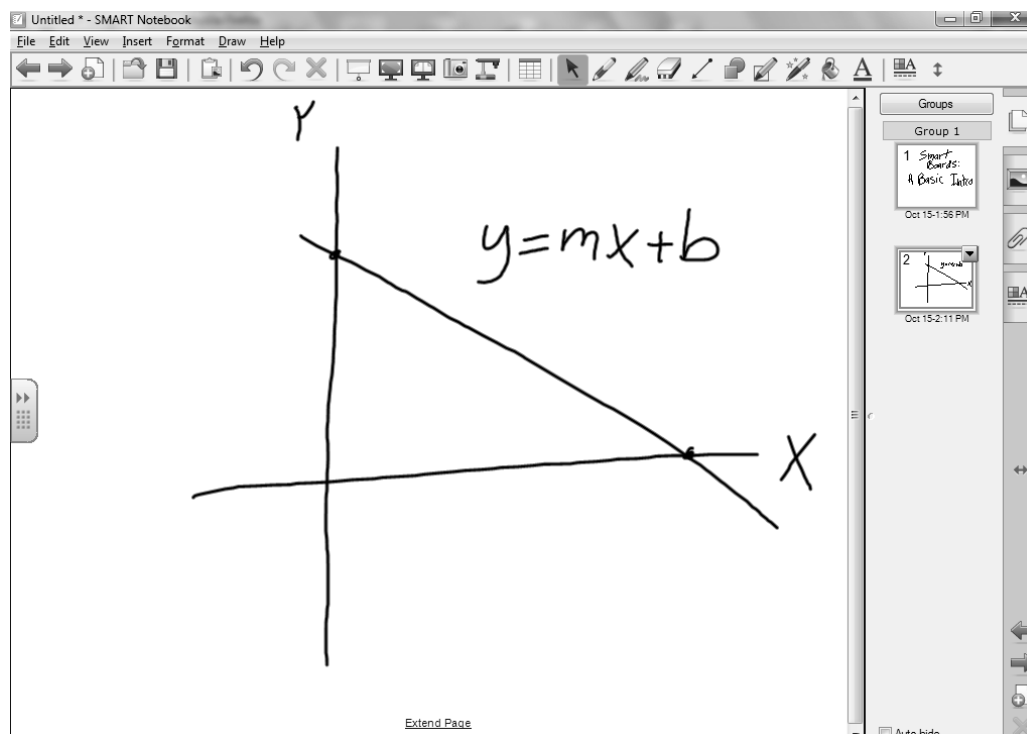 Untitled * - SMART Notebook
File Edit View Insert Format Draw Help
Y
y=mx+b
X
Extend Page
Groups
Group 1
1 Smart
Boards:
A Basic Intro
Oct 15-1:56 PM
2
y=mx+b
X
Oct 15-2:11 PM
Auto hide